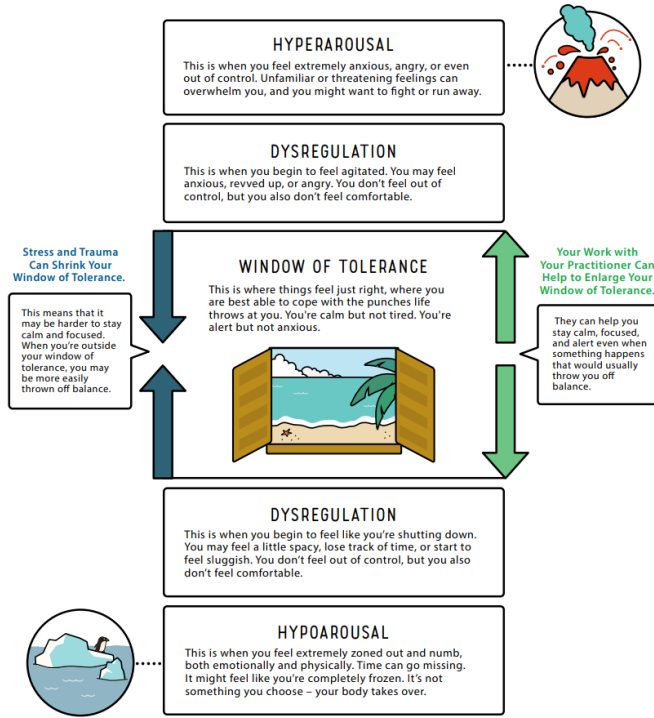 HYPERAROUSAL
This is when you feel extremely anxious, angry, or even
out of control. Unfamiliar or threatening feelings can
overwhelm you, and you might want to fight or run away.
DYSREGULATION
This is when you begin to feel agitated. You may feel
anxious, revved up, or angry. You don't feel out of
control, but you also don't feel comfortable.
Stress and Trauma
Can Shrink Your
Window of Tolerance.
This means that it
may be harder to stay
calm and focused.
When you're outside
your window of
tolerance, you may
be more easily
thrown off balance.
WINDOW OF TOLERANCE
This is where things feel just right, where you
are best able to cope with the punches life
throws at you. You're calm but not tired. You're
alert but not anxious.
Your Work with
Your Practitioner Can
Help to Enlarge Your
Window of Tolerance.
They can help you
stay calm, focused,
and alert even when
something happens
that would usually
throw you off
balance.
DYSREGULATION
This is when you begin to feel like you're shutting down.
You may feel a little spacy, lose track of time, or start to
feel sluggish. You don't feel out of control, but you also
don't feel comfortable.
HYPOAROUSAL
This is when you feel extremely zoned out and numb,
both emotionally and physically. Time can go missing.
It might feel like you're completely frozen. It's not
something you choose – your body takes over.